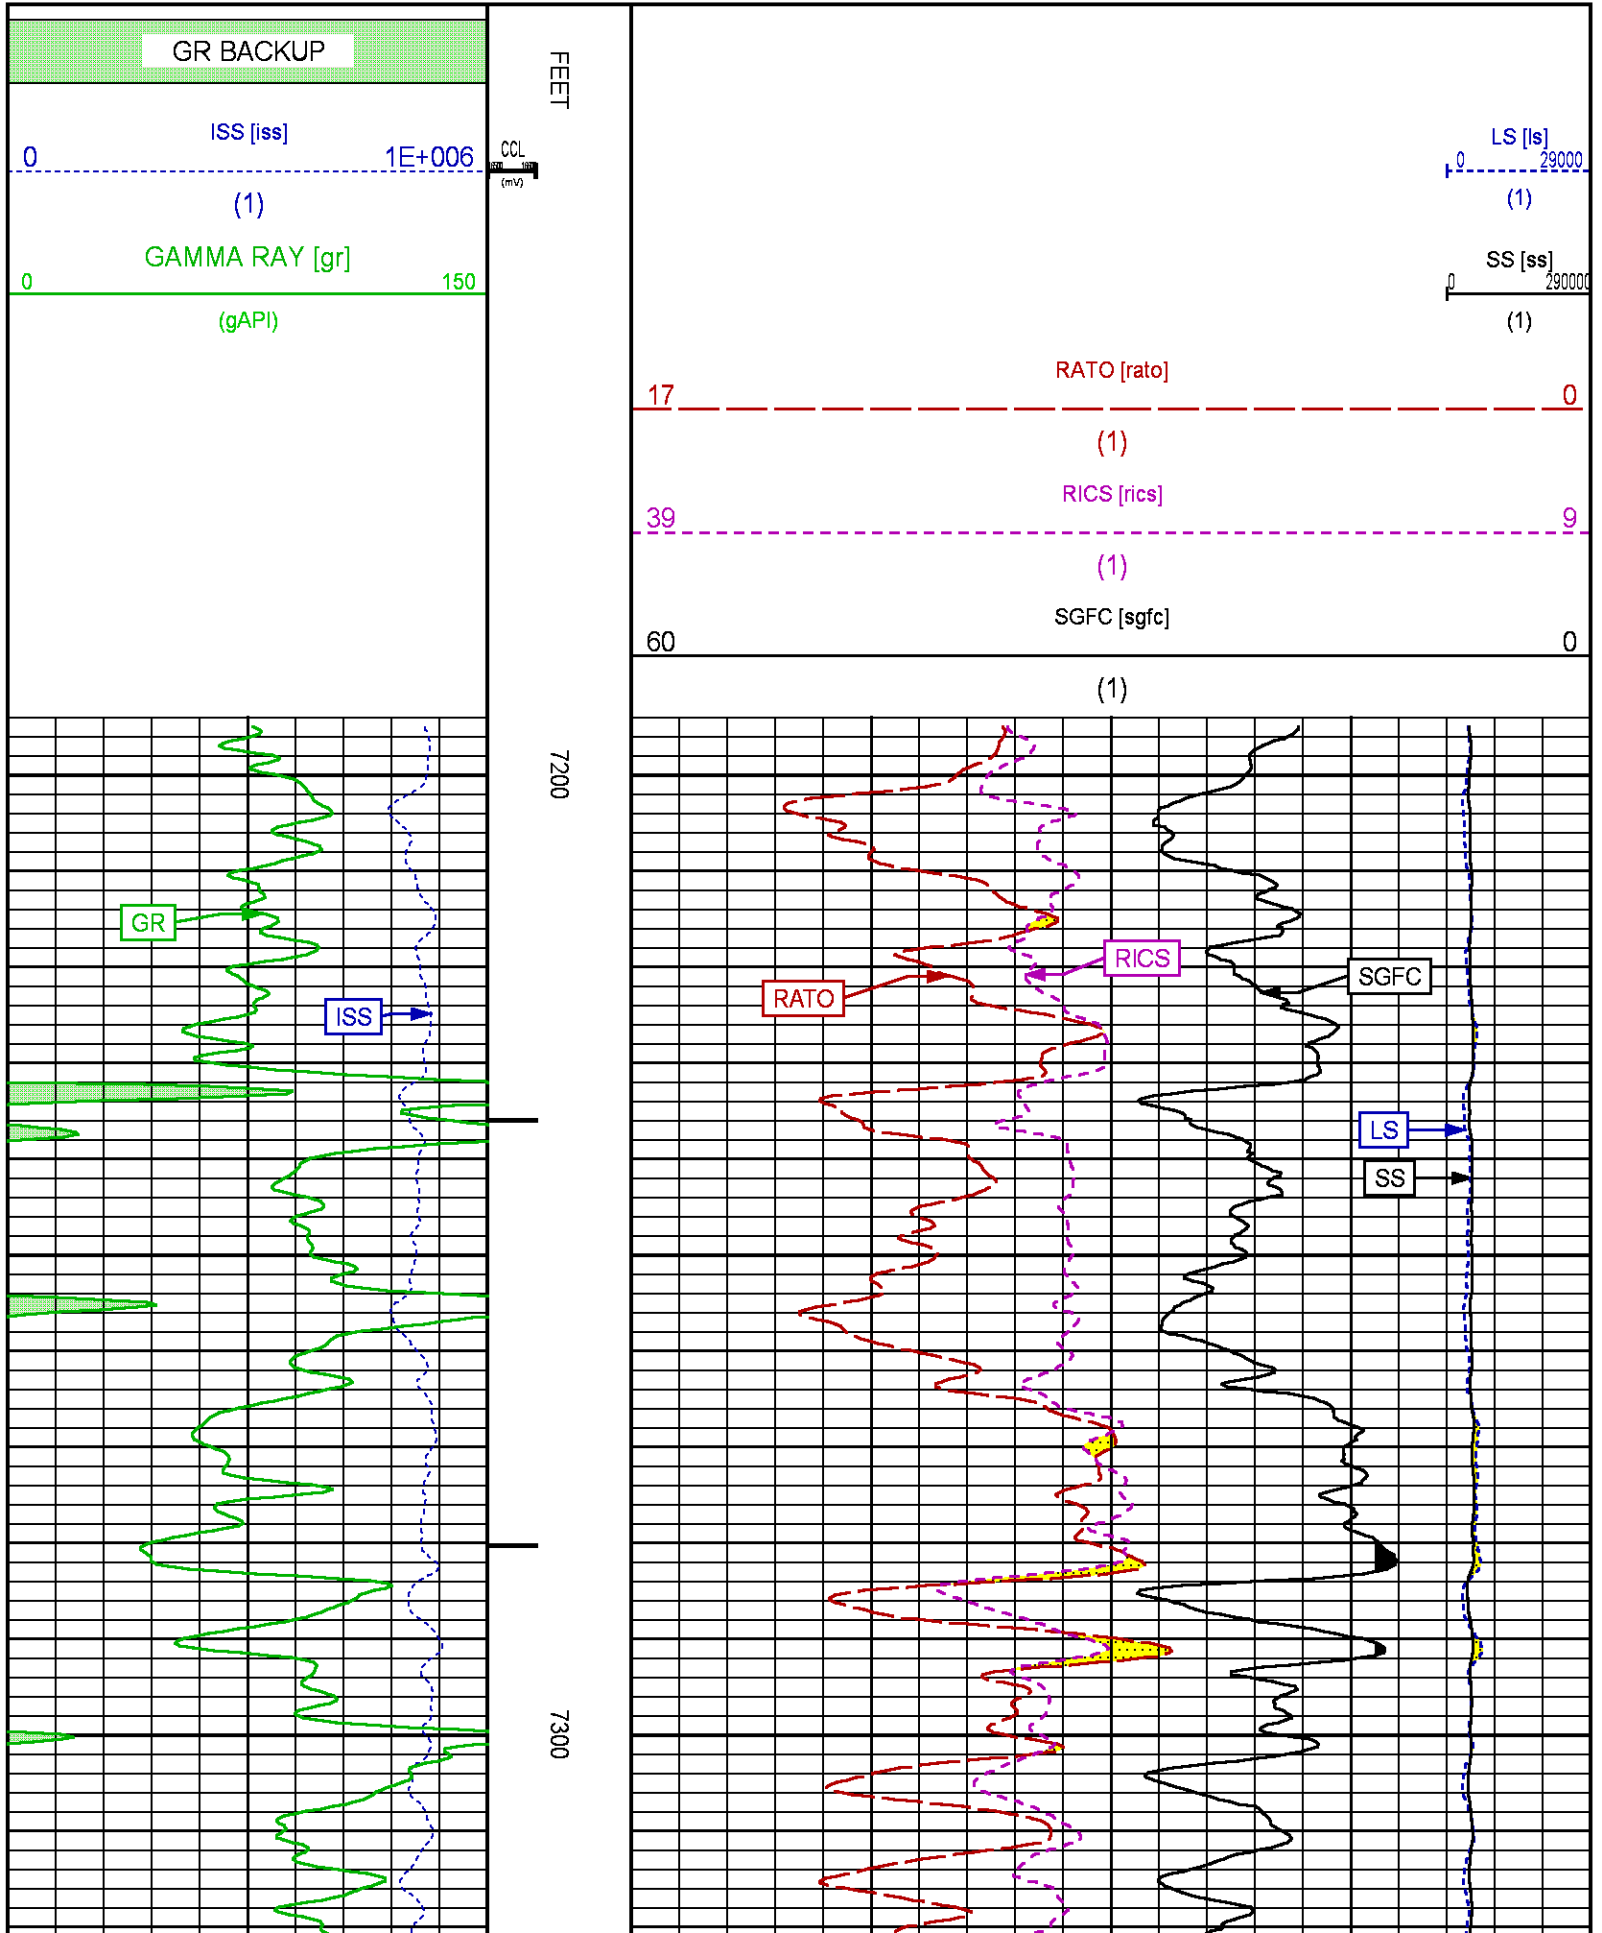 GR BACKUP
ISS [iss]
0 1E+006
(1)
GAMMA RAY [gr]
0 150
(gAPI)
FEET
CCL
(mV)
LS [ls]
0 29000
(1)
SS [ss]
0 290000
(1)
RATO [rato]
17 0
(1)
RICS [rics]
39 9
(1)
SGFC [sgfc]
60 0
(1)
7200
GR
RICS
SGFC
RATO
ISS
LS
SS
7300